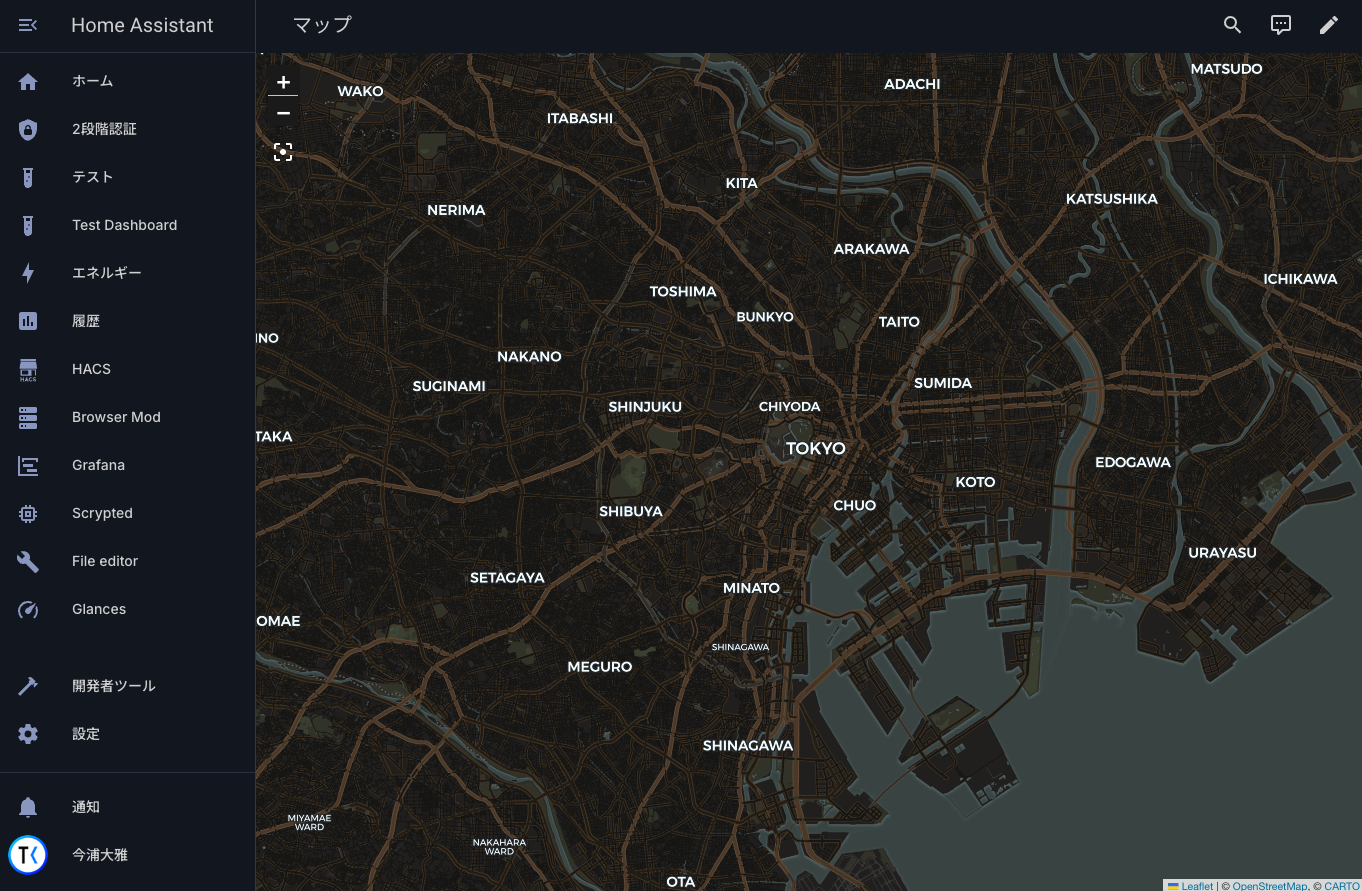 Home Assistant
ホーム
2段階認証
テスト
Test Dashboard
エネルギー
履歴
HACS
HACS
Browser Mod
Grafana
Scrypted
File editor
Glances
開発者ツール
設定
通知
今浦大雅
マップ
+
−
MATSUDO
ADACHI
WAKO
ITABASHI
KITA
KATSUSHIKA
NERIMA
ARAKAWA
ICHIKAWA
TOSHIMA
BUNKYO
TAITO
INO
NAKANO
SUGINAMI
SUMIDA
SHINJUKU
CHIYODA
TAKA
TOKYO
EDOGAWA
KOTO
CHUO
SHIBUYA
URAYASU
SETAGAYA
MINATO
OMAE
SHINAGAWA
MEGURO
SHINAGAWA
MIYAMAE
WARD
NAKAHARA
WARD
OTA
Leaflet | © OpenStreetMap, © CARTO